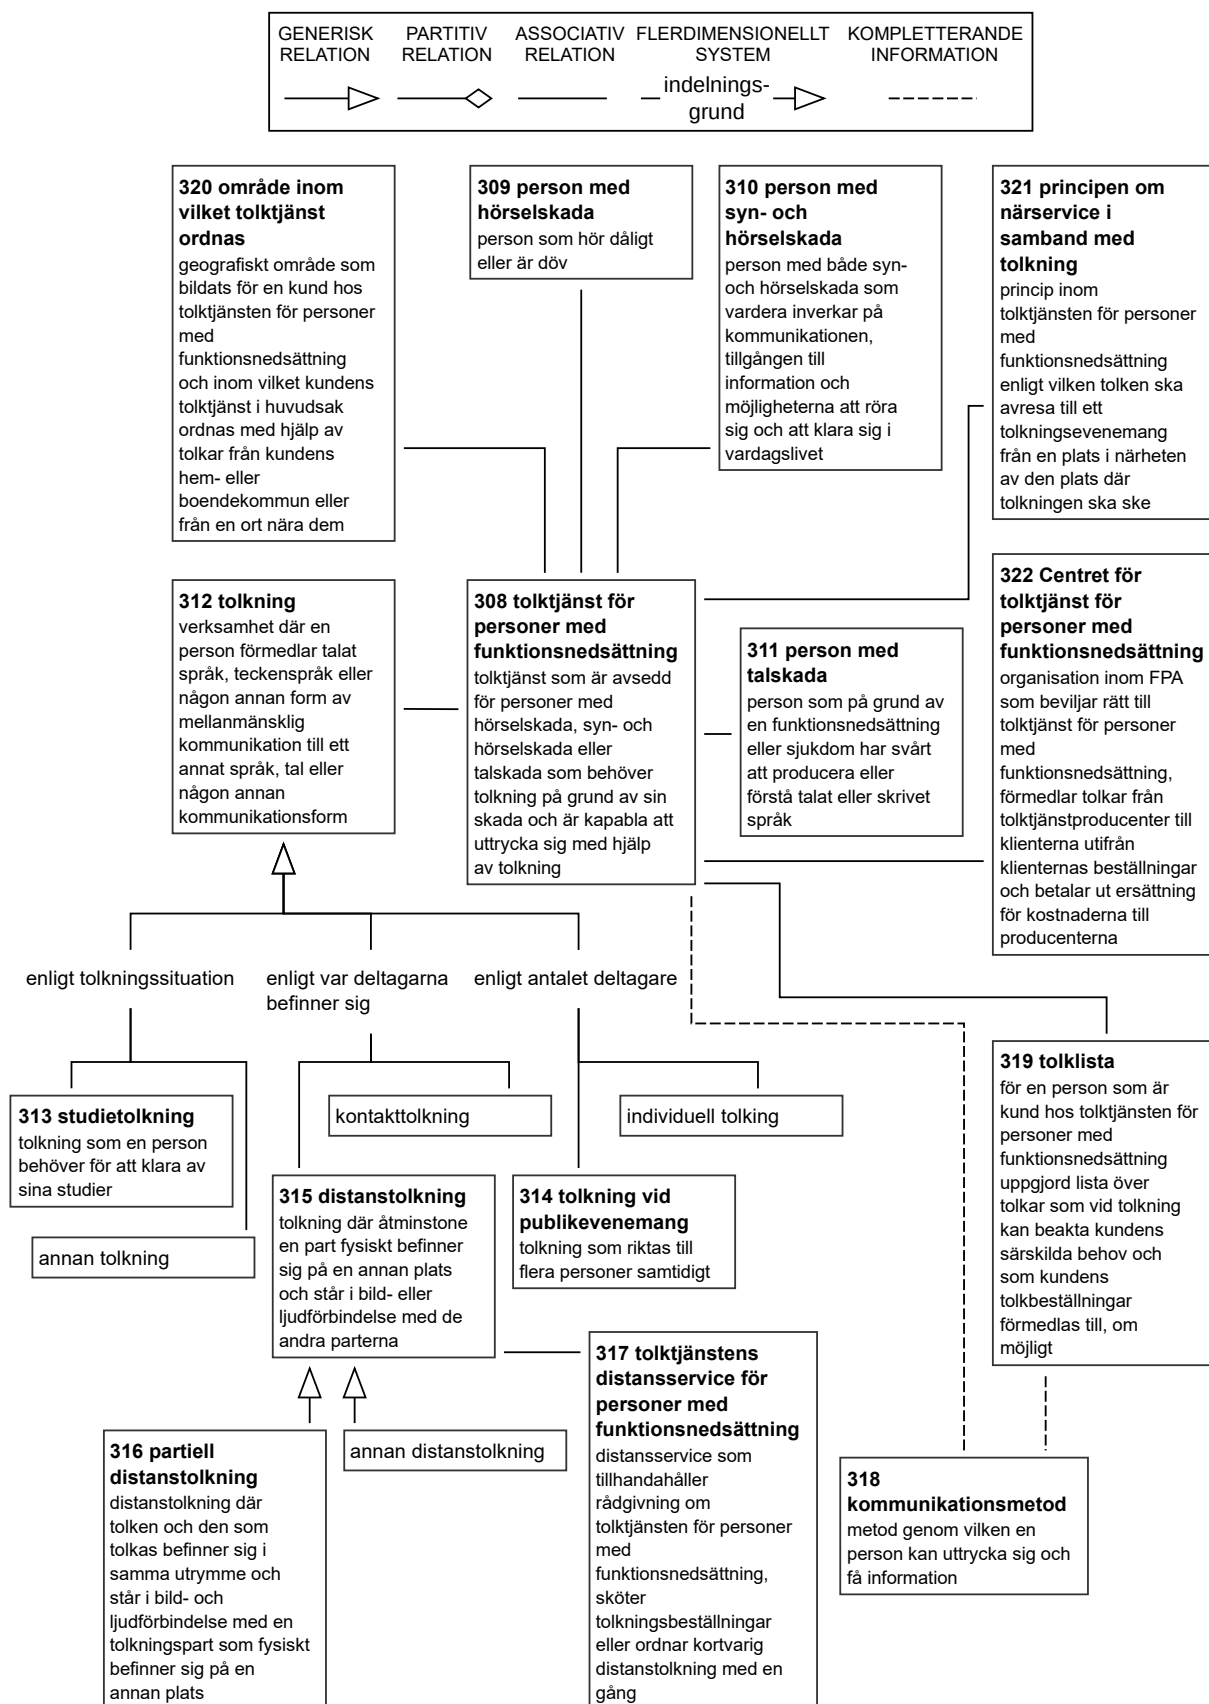 GENERISK
RELATION
PARTITIV
RELATION
ASSOCIATIV
RELATION
FLERDIMENSIONELLT
SYSTEM
indelnings-
grund
KOMPLETTERANDE
INFORMATION
320 område inom
vilket tolktjänst
ordnas
geografiskt område som
bildats för en kund hos
tolktjänsten för personer
med
funktionsnedsättning
och inom vilket kundens
tolktjänst i huvudsak
ordnas med hjälp av
tolkar från kundens
hem- eller
boendekommun eller
från en ort nära dem
309 person med
hörselskada
person som hör dåligt
eller är döv
310 person med
syn- och
hörselskada
person med både syn-
och hörselskada som
vardera inverkar på
kommunikationen,
tillgången till
information och
möjligheterna att röra
sig och att klara sig i
vardagslivet
321 principen om
närservice i
samband med
tolkning
princip inom
tolktjänsten för personer
med
funktionsnedsättning
enligt vilken tolken ska
avresa till ett
tolkningsevenemang
från en plats i närheten
av den plats där
tolkningen ska ske
312 tolkning
verksamhet där en
person förmedlar talat
språk, teckenspråk eller
någon annan form av
mellanmänsklig
kommunikation till ett
annat språk, tal eller
någon annan
kommunikationsform
308 tolktjänst för
personer med
funktionsnedsättning
tolktjänst som är avsedd
för personer med
hörselskada, syn- och
hörselskada eller
talskada som behöver
tolkning på grund av sin
skada och är kapabla att
uttrycka sig med hjälp
av tolkning
311 person med
talskada
person som på grund av
en funktionsnedsättning
eller sjukdom har svårt
att producera eller
förstå talat eller skrivet
språk
322 Centret för
tolktjänst för
personer med
funktionsnedsättning
organisation inom FPA
som beviljar rätt till
tolktjänst för personer
med
funktionsnedsättning,
förmedlar tolkar från
tolktjänstproducenter till
klienterna utifrån
klienternas beställningar
och betalar ut ersättning
för kostnaderna till
producenterna
enligt tolkningssituation
enligt var deltagarna
befinner sig
enligt antalet deltagare
313 studietolkning
tolkning som en person
behöver för att klara av
sina studier
annan tolkning
kontakttolkning
individuell tolking
315 distanstolkning
tolkning där åtminstone
en part fysiskt befinner
sig på en annan plats
och står i bild- eller
ljudförbindelse med de
andra parterna
314 tolkning vid
publikevenemang
tolkning som riktas till
flera personer samtidigt
319 tolklista
för en person som är
kund hos tolktjänsten för
personer med
funktionsnedsättning
uppgjord lista över
tolkar som vid tolkning
kan beakta kundens
särskilda behov och
som kundens
tolkbeställningar
förmedlas till, om
möjligt
316 partiell
distanstolkning
distanstolkning där
tolken och den som
tolkas befinner sig i
samma utrymme och
står i bild- och
ljudförbindelse med en
tolkningspart som fysiskt
befinner sig på en
annan plats
annan distanstolkning
317 tolktjänstens
distansservice för
personer med
funktionsnedsättning
distansservice som
tillhandahåller
rådgivning om
tolktjänsten för personer
med
funktionsnedsättning,
sköter
tolkningsbeställningar
eller ordnar kortvarig
distanstolkning med en
gång
318
kommunikationsmetod
metod genom vilken en
person kan uttrycka sig och
få information